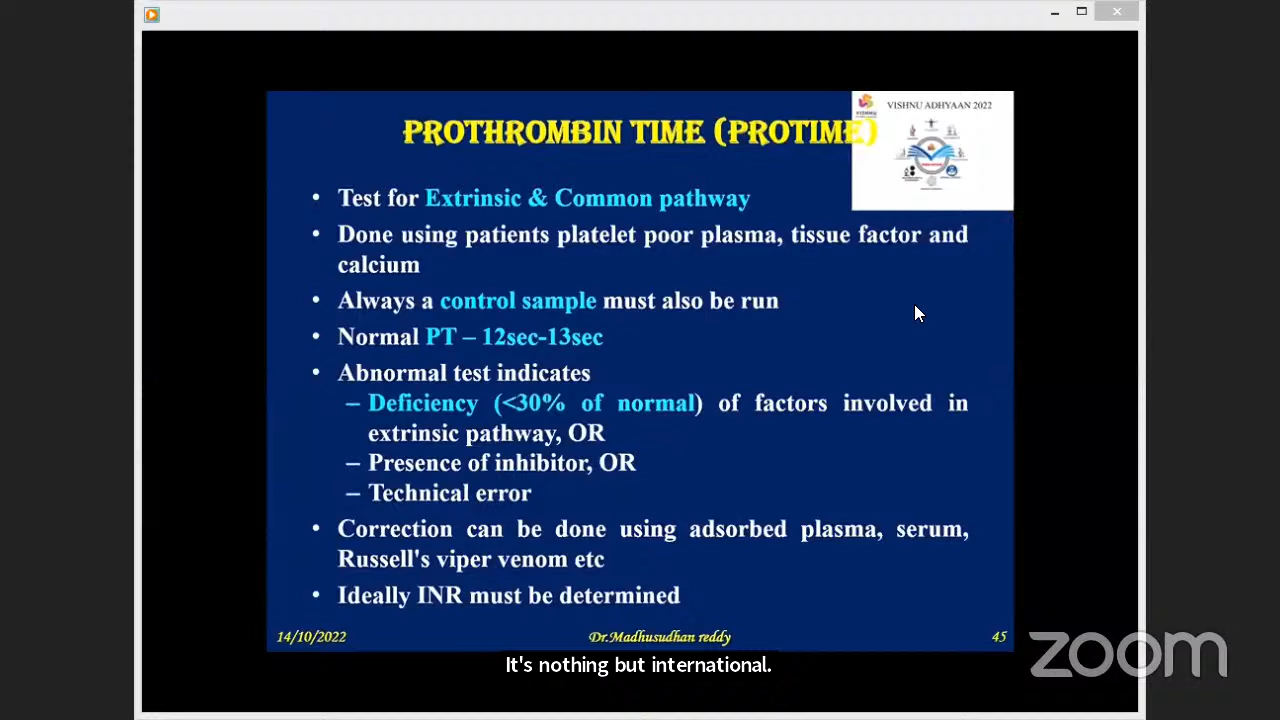 PROTHROMBIN TIME (PROTIME)
VISHNU ADHYAAN 2022
• Test for Extrinsic & Common pathway
• Done using patients platelet poor plasma, tissue factor and
calcium
• Always a control sample must also be run
• Normal PT – 12sec-13sec
• Abnormal test indicates
– Deficiency (<30% of normal) of factors involved in
extrinsic pathway, OR
– Presence of inhibitor, OR
– Technical error
• Correction can be done using adsorbed plasma, serum,
Russell's viper venom etc
• Ideally INR must be determined
14/10/2022
Dr.Madhusudhan reddy
45
It's nothing but international.
zoom